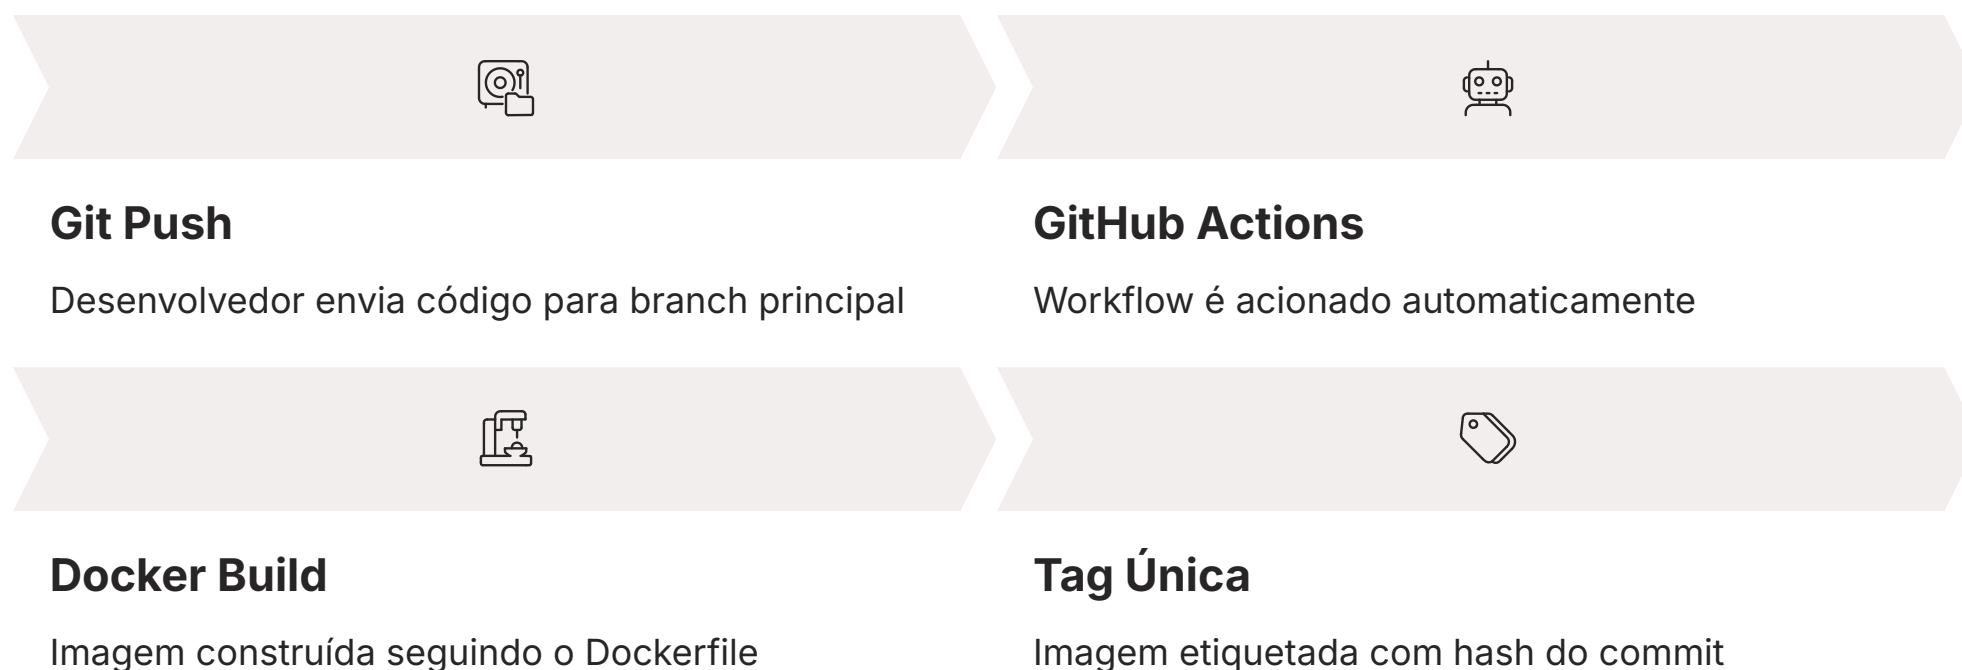 Git Push
Desenvolvedor envia código para branch principal
GitHub Actions
Workflow é acionado automaticamente
Docker Build
Imagem construída seguindo o Dockerfile
Tag Única
Imagem etiquetada com hash do commit